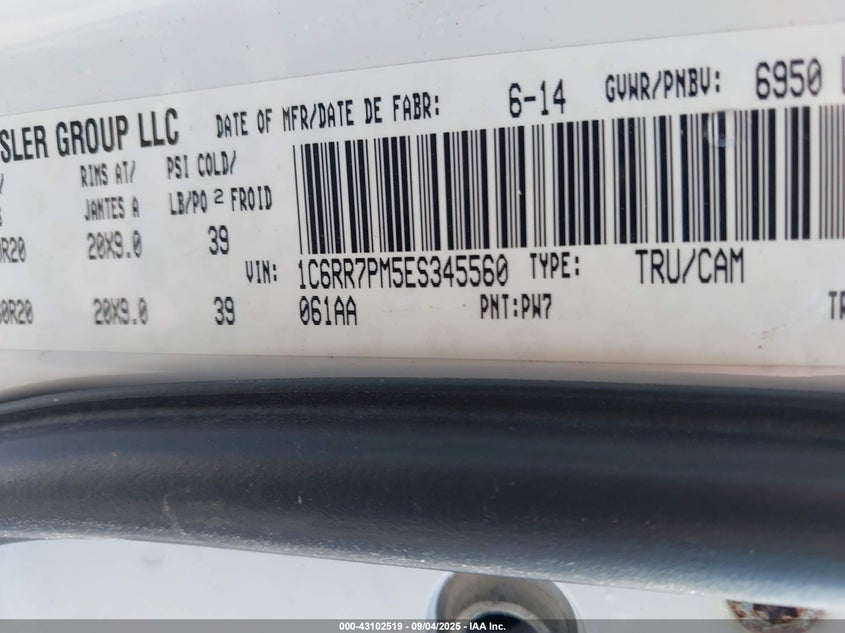 SLER GROUP LLC DATE OF MFR/DATE DE FABR: 6-14 GVWR/PNBV: 6950
RIMS AT/ PSI COLD/
JANTES A LB/PO 2 FROID
0R20 20X9.0 39
VIN: 1C6RR7PM5ES345560 TYPE: TRU/CAM
0R20 20X9.0 39 061AA PNT:PW7 TR
000-43102519 - 09/04/2025 - IAA Inc.